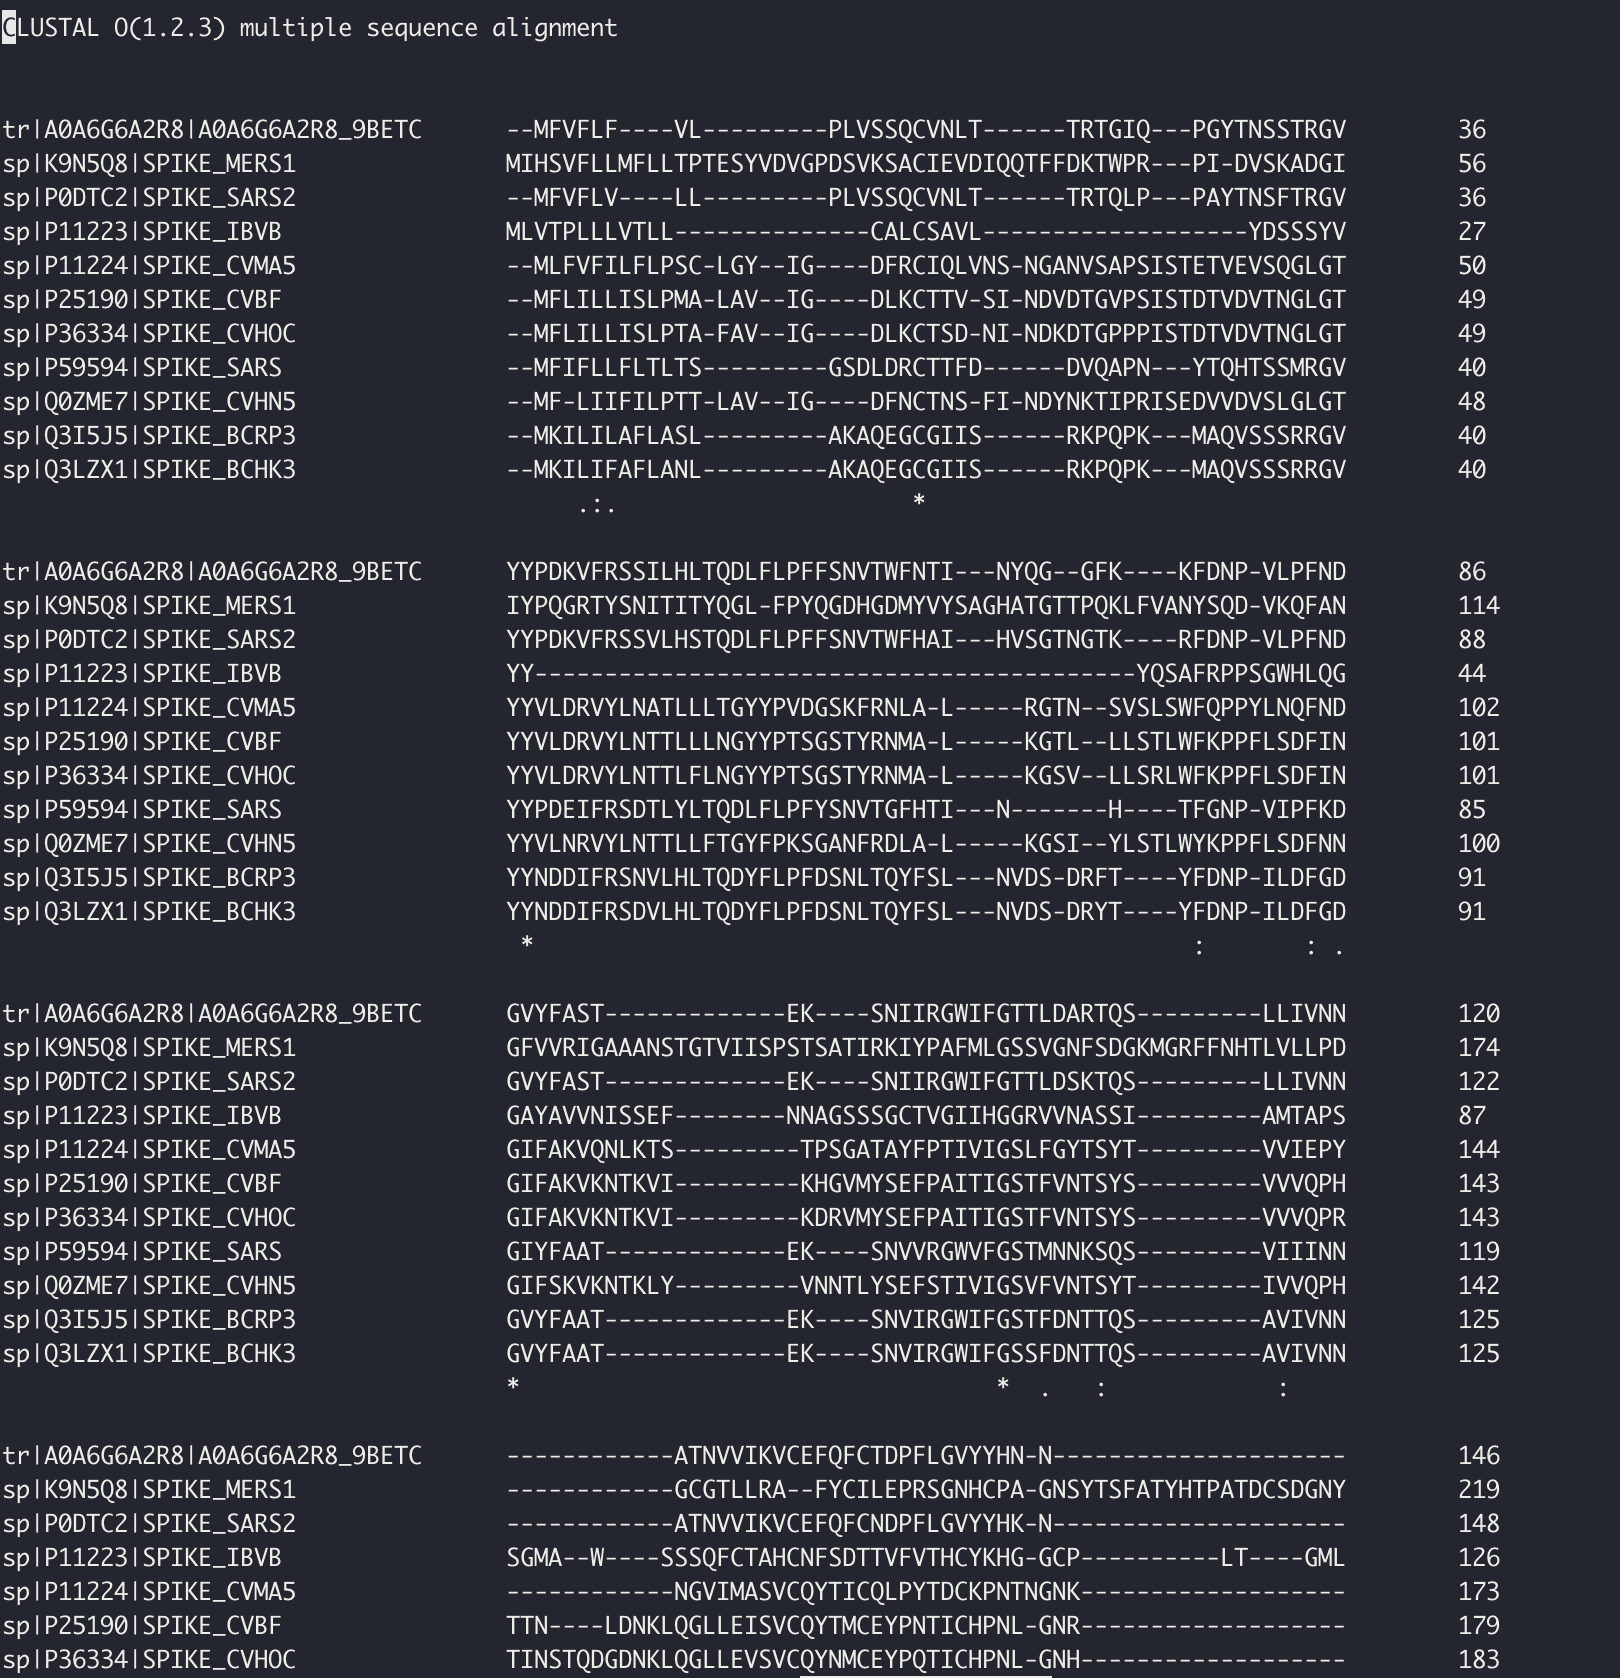 CLUSTAL O(1.2.3) multiple sequence alignment
tr|A0A6G6A2R8|A0A6G6A2R8_9BETC      --MFVFLF----VL---------PLVSSQCVNLT------TRTGIQ---PGYTNSSTRGV        36
sp|K9N5Q8|SPIKE_MERS1               MIHSVFLLMFLLTPTESYVDVGPDSVKSACIEVDIQQTFFDKTWPR---PI-DVSKADGI        56
sp|P0DTC2|SPIKE_SARS2               --MFVFLV----LL---------PLVSSQCVNLT------TRTQLP---PAYTNSFTRGV        36
sp|P11223|SPIKE_IBVB                MLVTPLLLVTLL--------------CALCSAVL-------------------YDSSSYV        27
sp|P11224|SPIKE_CVMA5               --MLFVFILFLPSC-LGY--IG----DFRCIQLVNS-NGANVSAPSISTETVEVSQGLGT        50
sp|P25190|SPIKE_CVBF                --MFLILLISLPMA-LAV--IG----DLKCTTV-SI-NDVDTGVPSISTDTVDVTNGLGT        49
sp|P36334|SPIKE_CVHOC               --MFLILLISLPTA-FAV--IG----DLKCTSD-NI-NDKDTGPPPISTDTVDVTNGLGT        49
sp|P59594|SPIKE_SARS                --MFIFLLFLTLTS---------GSDLDRCTTFD------DVQAPN---YTQHTSSMRGV        40
sp|Q0ZME7|SPIKE_CVHN5               --MF-LIIFILPTT-LAV--IG----DFNCTNS-FI-NDYNKTIPRISEDVVDVSLGLGT        48
sp|Q3I5J5|SPIKE_BCRP3               --MKILILAFLASL---------AKAQEGCGIIS------RKPQPK---MAQVSSSRRGV        40
sp|Q3LZX1|SPIKE_BCHK3               --MKILIFAFLANL---------AKAQEGCGIIS------RKPQPK---MAQVSSSRRGV        40
                                         .:.                     *
tr|A0A6G6A2R8|A0A6G6A2R8_9BETC      YYPDKVFRSSILHLTQDLFLPFFSNVTWFNTI---NYQG--GFK----KFDNP-VLPFND        86
sp|K9N5Q8|SPIKE_MERS1               IYPQGRTYSNITITYQGL-FPYQGDHGDMYVYSAGHATGTTPQKLFVANYSQD-VKQFAN        114
sp|P0DTC2|SPIKE_SARS2               YYPDKVFRSSVLHSTQDLFLPFFSNVTWFHAI---HVSGTNGTK----RFDNP-VLPFND        88
sp|P11223|SPIKE_IBVB                YY-------------------------------------------YQSAFRPPSGWHLQG        44
sp|P11224|SPIKE_CVMA5               YYVLDRVYLNATLLLTGYYPVDGSKFRNLA-L-----RGTN--SVSLSWFQPPYLNQFND        102
sp|P25190|SPIKE_CVBF                YYVLDRVYLNTTLLLNGYYPTSGSTYRNMA-L-----KGTL--LLSTLWFKPPFLSDFIN        101
sp|P36334|SPIKE_CVHOC               YYVLDRVYLNTTLFLNGYYPTSGSTYRNMA-L-----KGSV--LLSRLWFKPPFLSDFIN        101
sp|P59594|SPIKE_SARS                YYPDEIFRSDTLYLTQDLFLPFYSNVTGFHTI---N-------H----TFGNP-VIPFKD        85
sp|Q0ZME7|SPIKE_CVHN5               YYVLNRVYLNTTLLFTGYFPKSGANFRDLA-L-----KGSI--YLSTLWYKPPFLSDFNN        100
sp|Q3I5J5|SPIKE_BCRP3               YYNDDIFRSNVLHLTQDYFLPFDSNLTQYFSL---NVDS-DRFT----YFDNP-ILDFGD        91
sp|Q3LZX1|SPIKE_BCHK3               YYNDDIFRSDVLHLTQDYFLPFDSNLTQYFSL---NVDS-DRYT----YFDNP-ILDFGD        91
                                     *                                               :       : .
tr|A0A6G6A2R8|A0A6G6A2R8_9BETC      GVYFAST-------------EK----SNIIRGWIFGTTLDARTQS---------LLIVNN        120
sp|K9N5Q8|SPIKE_MERS1               GFVVRIGAAANSTGTVIISPSTSATIRKIYPAFMLGSSVGNFSDGKMGRFFNHTLVLLPD        174
sp|P0DTC2|SPIKE_SARS2               GVYFAST-------------EK----SNIIRGWIFGTTLDSKTQS---------LLIVNN        122
sp|P11223|SPIKE_IBVB                GAYAVVNISSEF--------NNAGSSSGCTVGIIHGGRVVNASSI---------AMTAPS        87
sp|P11224|SPIKE_CVMA5               GIFAKVQNLKTS---------TPSGATAYFPTIVIGSLFGYTSYT---------VVIEPY        144
sp|P25190|SPIKE_CVBF                GIFAKVKNTKVI---------KHGVMYSEFPAITIGSTFVNTSYS---------VVVQPH        143
sp|P36334|SPIKE_CVHOC               GIFAKVKNTKVI---------KDRVMYSEFPAITIGSTFVNTSYS---------VVVQPR        143
sp|P59594|SPIKE_SARS                GIYFAAT-------------EK----SNVVRGWVFGSTMNNKSQS---------VIIINN        119
sp|Q0ZME7|SPIKE_CVHN5               GIFSKVKNTKLY---------VNNTLYSEFSTIVIGSVFVNTSYT---------IVVQPH        142
sp|Q3I5J5|SPIKE_BCRP3               GVYFAAT-------------EK----SNVIRGWIFGSTFDNTTQS---------AVIVNN        125
sp|Q3LZX1|SPIKE_BCHK3               GVYFAAT-------------EK----SNVIRGWIFGSSFDNTTQS---------AVIVNN        125
                                    *                                  *  .   :            :
tr|A0A6G6A2R8|A0A6G6A2R8_9BETC      ------------ATNVVIKVCEFQFCTDPFLGVYYHN-N---------------------        146
sp|K9N5Q8|SPIKE_MERS1               ------------GCGTLLRA--FYCILEPRSGNHCPA-GNSYTSFATYHTPATDCSDGNY        219
sp|P0DTC2|SPIKE_SARS2               ------------ATNVVIKVCEFQFCNDPFLGVYYHK-N---------------------        148
sp|P11223|SPIKE_IBVB                SGMA--W----SSSQFCTAHCNFSDTTVFVTHCYKHG-GCP----------LT----GML        126
sp|P11224|SPIKE_CVMA5               ------------NGVIMASVCQYTICQLPYTDCKPNTNGNK-------------------        173
sp|P25190|SPIKE_CVBF                TTN----LDNKLQGLLEISVCQYTMCEYPNTICHPNL-GNR-------------------        179
sp|P36334|SPIKE_CVHOC               TINSTQDGDNKLQGLLEVSVCQYNMCEYPQTICHPNL-GNH-------------------        183